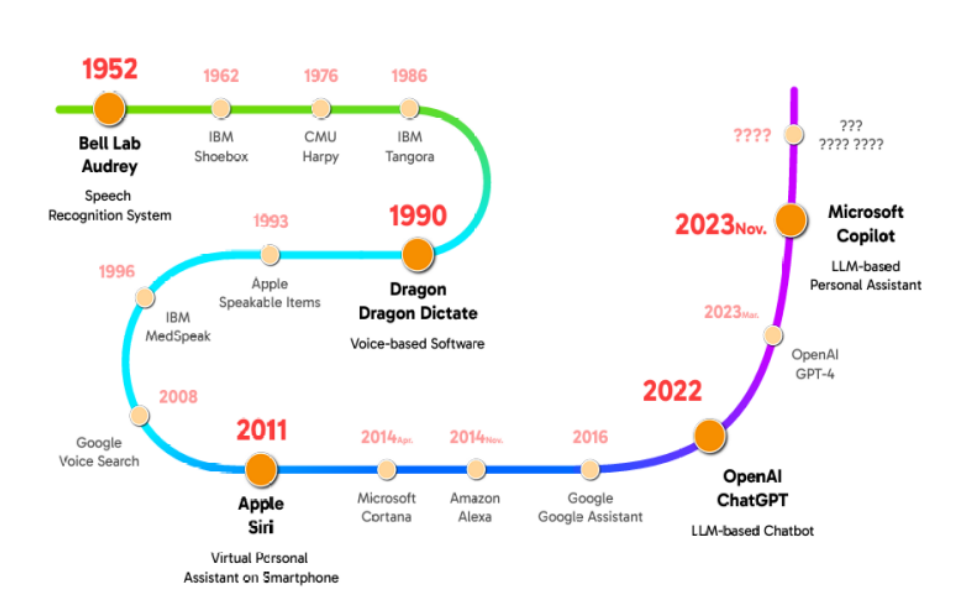 1952
Bell Lab
Audrey
Speech
Recognition System
1962
IBM
Shoebox
1976
CMU
Harpy
1986
IBM
Tangora
1990
Dragon
Dragon Dictate
Voice-based Software
1993
Apple
Speakable Items
1996
IBM
MedSpeak
2008
Google
Voice Search
2011
Apple
Siri
Virtual Personal
Assistant on Smartphone
2014Apr.
Microsoft
Cortana
2014Nov.
Amazon
Alexa
2016
Google
Google Assistant
2022
OpenAI
ChatGPT
LLM-based Chatbot
2023Mar.
OpenAI
GPT-4
2023Nov.
Microsoft
Copilot
LLM-based
Personal Assistant
????
???
???? ????